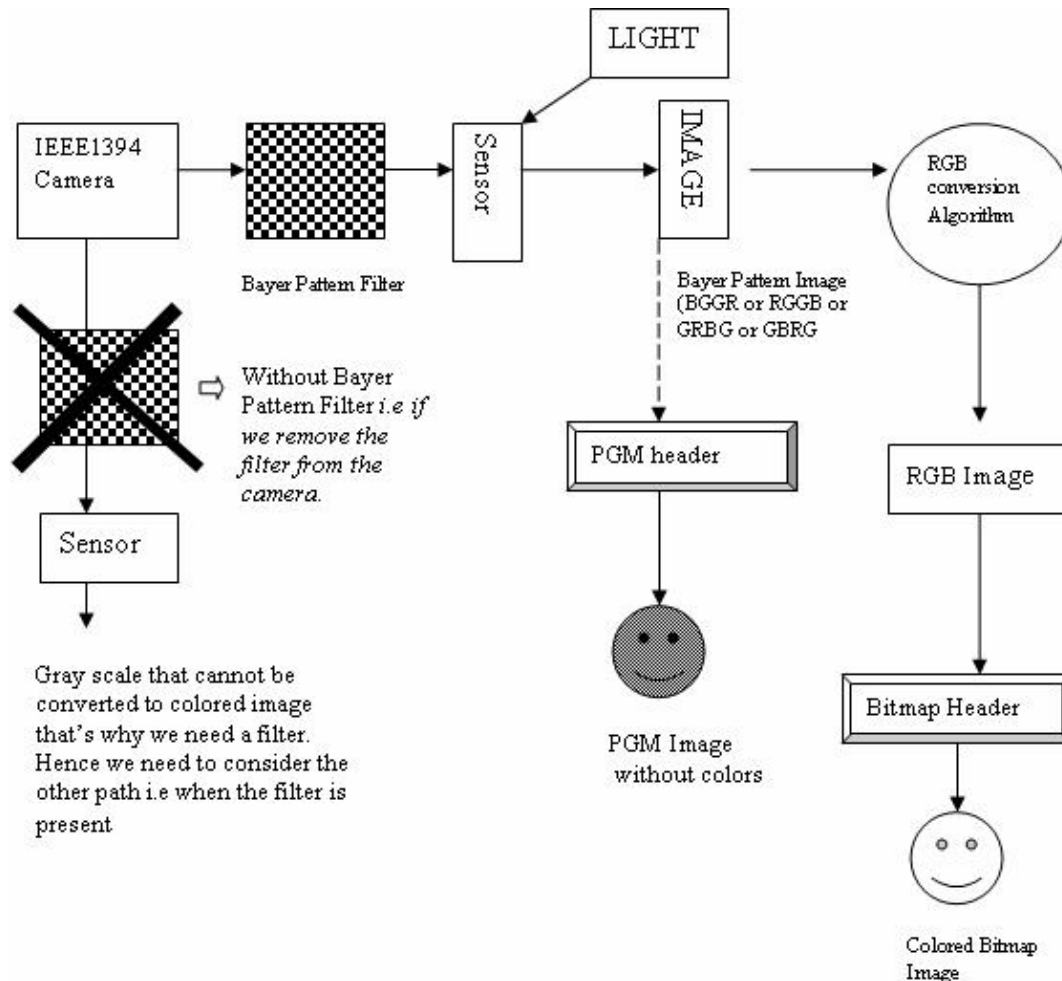 LIGHT
IEEE1394
Camera
Sensor
IMAGE
RGB
conversion
Algorithm
Bayer Pattern Filter
Bayer Pattern Image
(BGGR or RGGB or
GRBG or GBRG
Without Bayer
Pattern Filter i.e if
we remove the
filter from the
camera.
PGM header
RGB Image
Sensor
Gray scale that cannot be
converted to colored image
that's why we need a filter.
Hence we need to consider the
other path i.e when the filter is
present
Bitmap Header
PGM Image
without colors
Colored Bitmap
Image